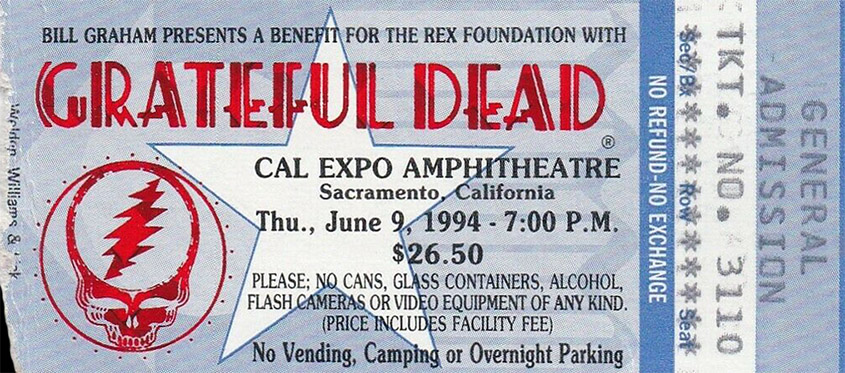 BILL GRAHAM PRESENTS A BENEFIT FOR THE REX FOUNDATION WITH
GRATEFUL DEAD
®
CAL EXPO AMPHITHEATRE
Sacramento, California
Thu., June 9, 1994 - 7:00 P.M.
$26.50
PLEASE; NO CANS, GLASS CONTAINERS, ALCOHOL,
FLASH CAMERAS OR VIDEO EQUIPMENT OF ANY KIND.
(PRICE INCLUDES FACILITY FEE)
No Vending, Camping or Overnight Parking
Williams &
NO REFUND-NO EXCHANGE
Sec/Bx **** Row **** Seat
TKT. NO. 3110
GENERAL
ADMISSION